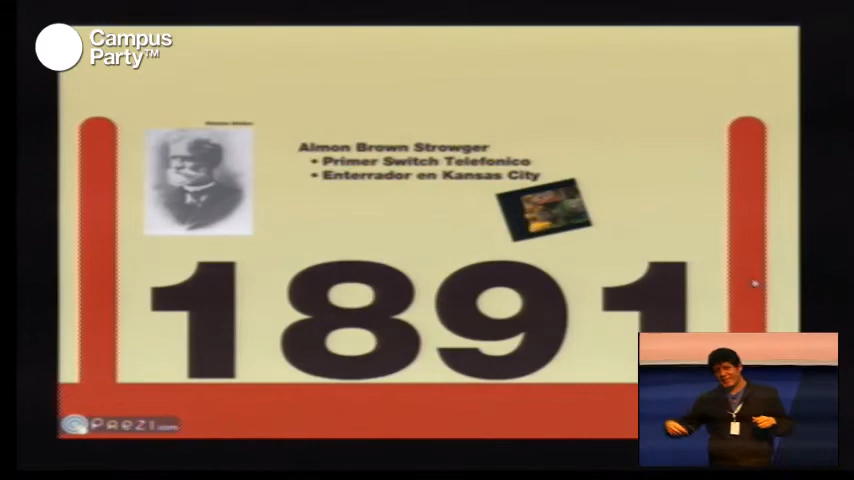 Campus
Party™
Almon Brown Strowger
• Primer Switch Telefonico
• Enterrador en Kansas City
1891
PREZI.com